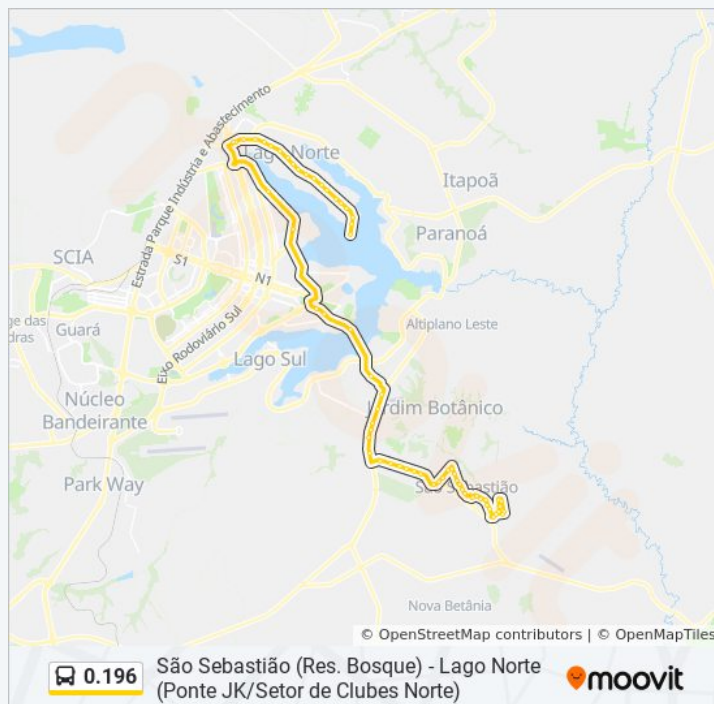 Estrada Parque Indústria e Abastecimento
Lago Norte
Itapoã
Paranoá
SCIA
S1
N1
Guará
Eixo Rodoviário Sul
Altiplano Leste
Lago Sul
Núcleo
Bandeirante
Jardim Botânico
Park Way
São Sebastião
Nova Betânia
© OpenStreetMap contributors | © OpenMapTiles
0.196
São Sebastião (Res. Bosque) - Lago Norte
(Ponte JK/Setor de Clubes Norte)
moovit